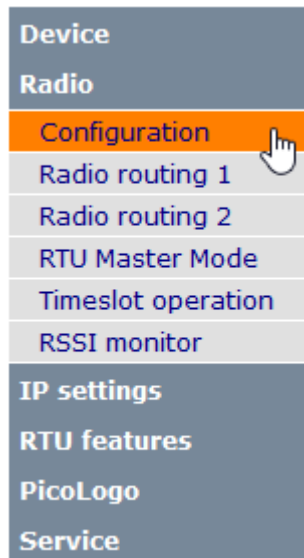 Device
Radio
Configuration
Radio routing 1
Radio routing 2
RTU Master Mode
Timeslot operation
RSSI monitor
IP settings
RTU features
PicoLogo
Service